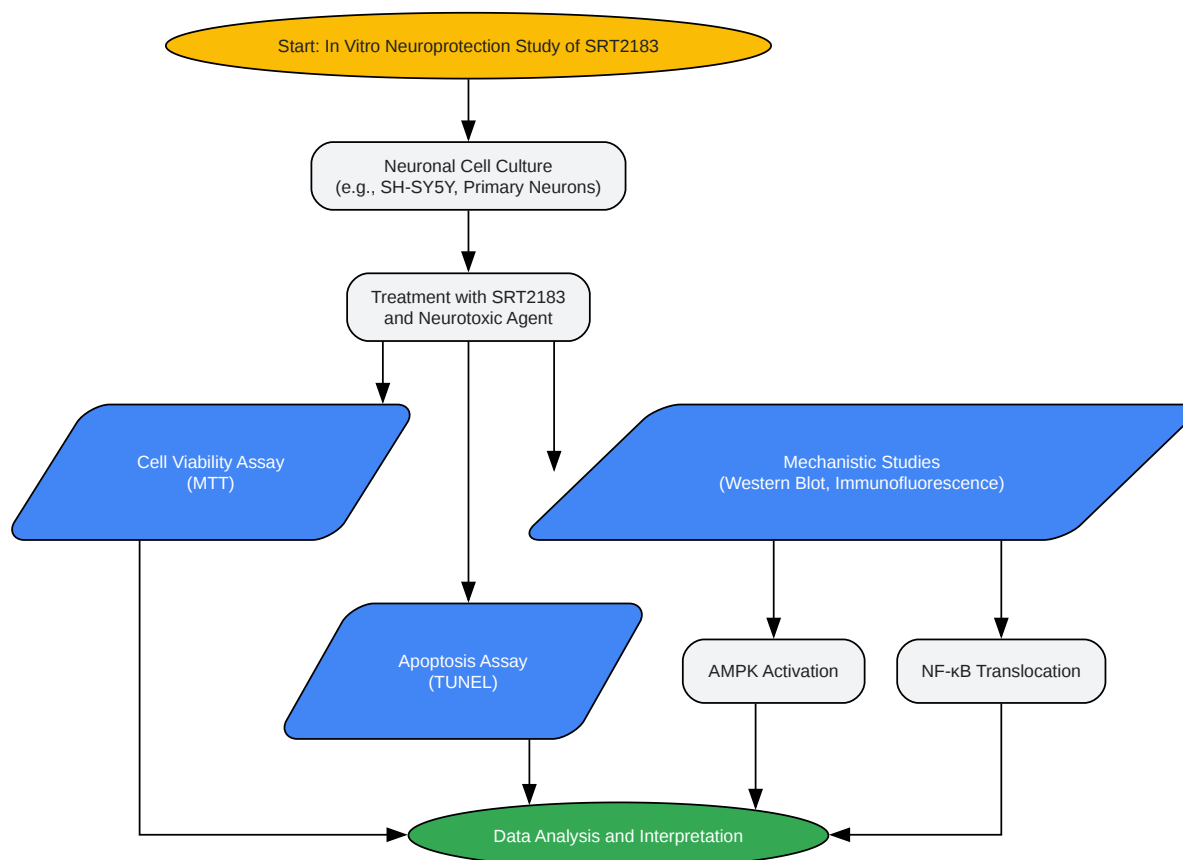 Start: In Vitro Neuroprotection Study of SRT2183
Neuronal Cell Culture
(e.g., SH-SY5Y, Primary Neurons)
Treatment with SRT2183
and Neurotoxic Agent
Cell Viability Assay
(MTT)
Mechanistic Studies
(Western Blot, Immunofluorescence)
Apoptosis Assay
(TUNEL)
AMPK Activation
NF-κB Translocation
Data Analysis and Interpretation